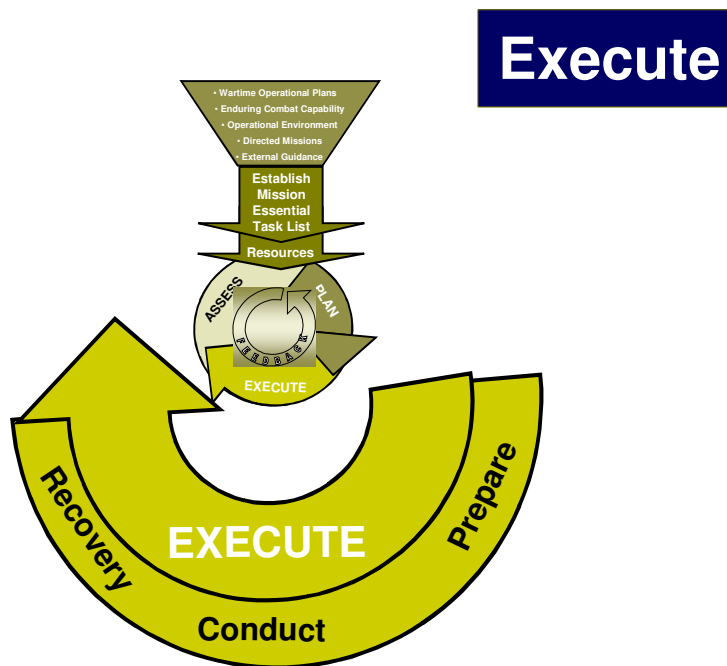 Execute
• Wartime Operational Plans
• Enduring Combat Capability
• Operational Environment
• Directed Missions
• External Guidance
Establish
Mission
Essential
Task List
Resources
ASSESS
PLAN
FEEDBACK
EXECUTE
EXECUTE
Recovery
Conduct
Prepare